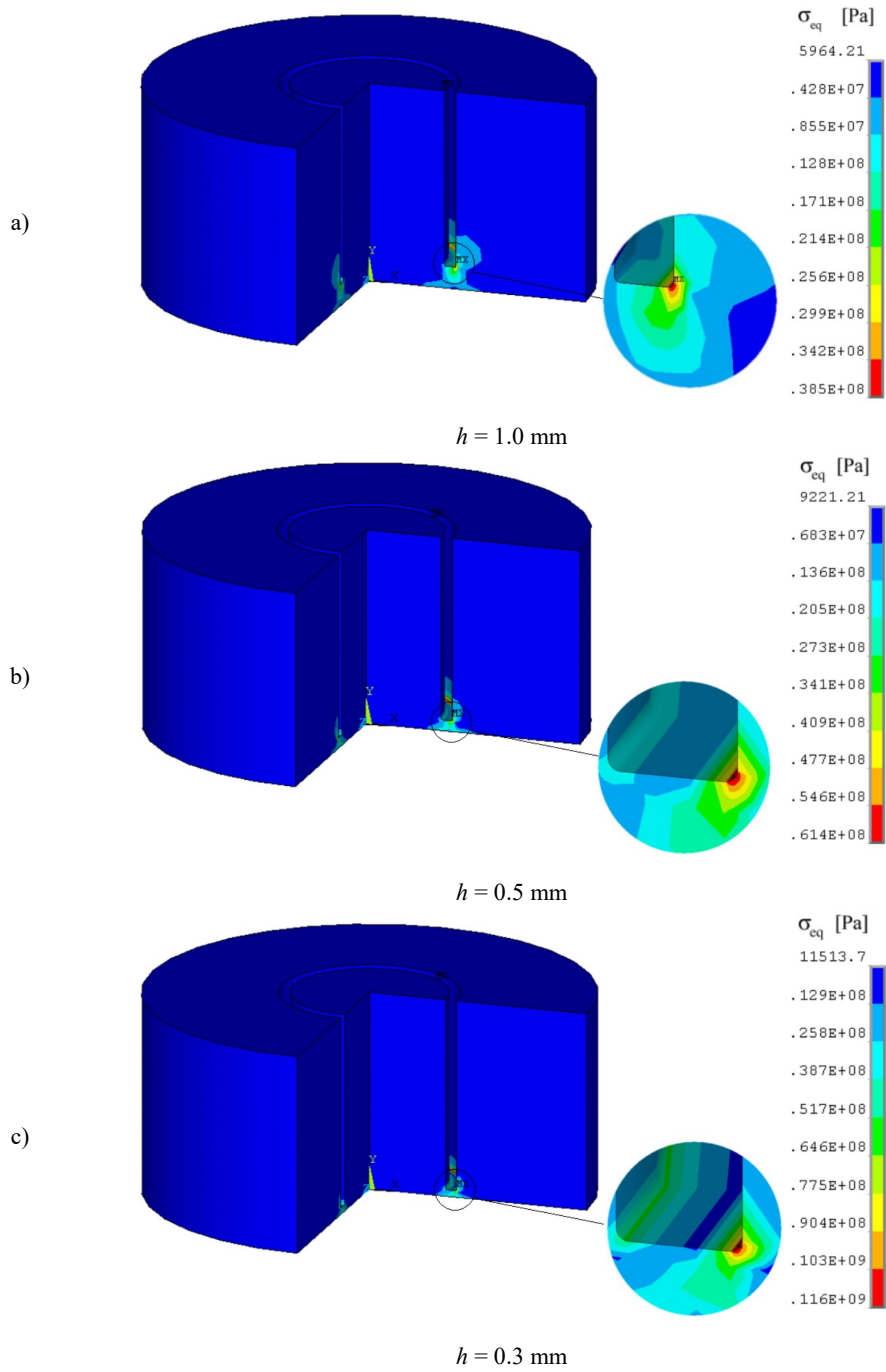 σeq [Pa]
5964.21
.428E+07
.855E+07
.128E+08
.171E+08
.214E+08
.256E+08
.299E+08
.342E+08
.385E+08
a)
Y
X
MX
MX
h = 1.0 mm
σeq [Pa]
9221.21
.683E+07
.136E+08
.205E+08
.273E+08
.341E+08
.409E+08
.477E+08
.546E+08
.614E+08
b)
Y
X
MX
h = 0.5 mm
σeq [Pa]
11513.7
.129E+08
.258E+08
.387E+08
.517E+08
.646E+08
.775E+08
.904E+08
.103E+09
.116E+09
c)
Y
X
MX
h = 0.3 mm